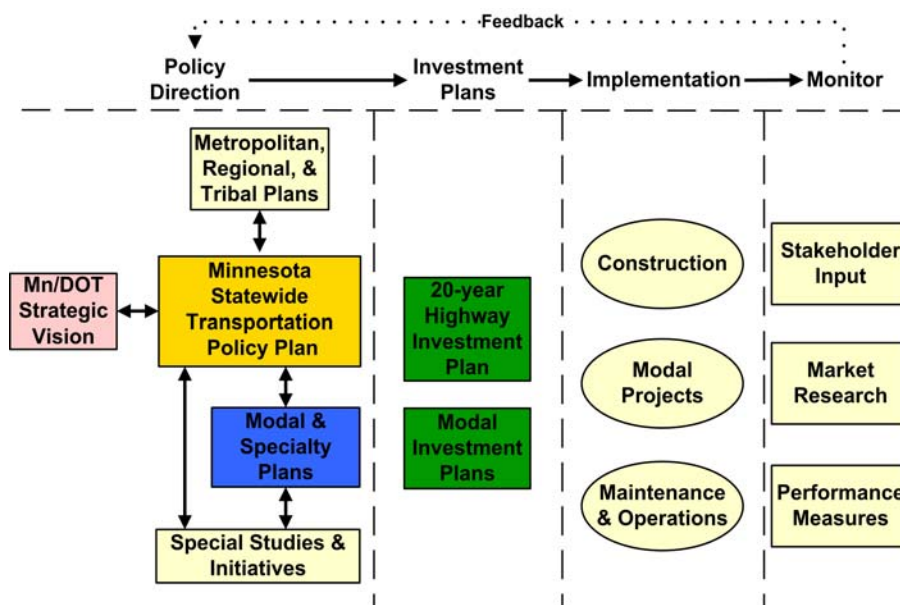 Feedback
Policy
Direction
Investment
Plans
Implementation
Monitor
Metropolitan,
Regional, &
Tribal Plans
Mn/DOT
Strategic
Vision
Minnesota
Statewide
Transportation
Policy Plan
Modal &
Specialty
Plans
Special Studies &
Initiatives
20-year
Highway
Investment
Plan
Modal
Investment
Plans
Construction
Modal
Projects
Maintenance
& Operations
Stakeholder
Input
Market
Research
Performance
Measures